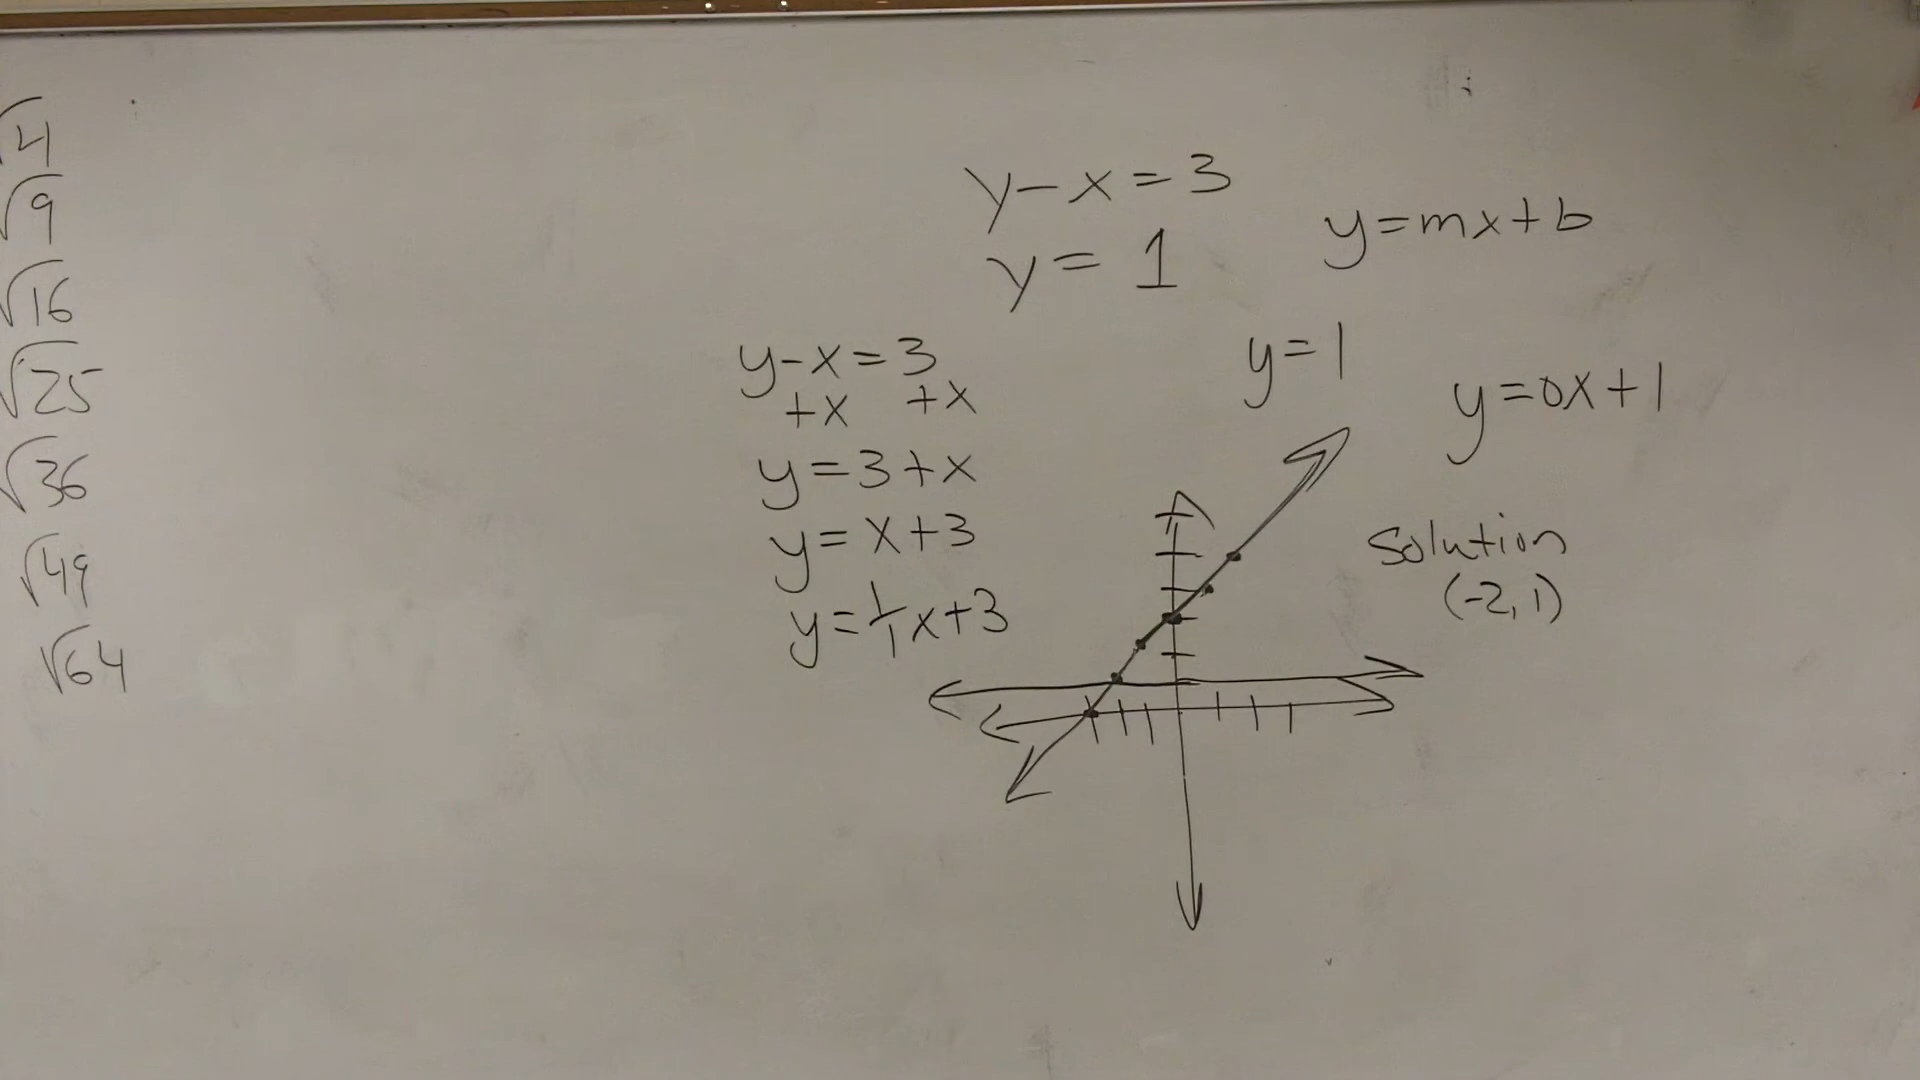 √4
√9
√16
√25
√36
√49
√64
y-x=3
y=1
y=mx+b
y-x=3
+x +x
y=3+x
y=x+3
y=1/1x+3
y=1
y=0x+1
Solution
(-2,1)